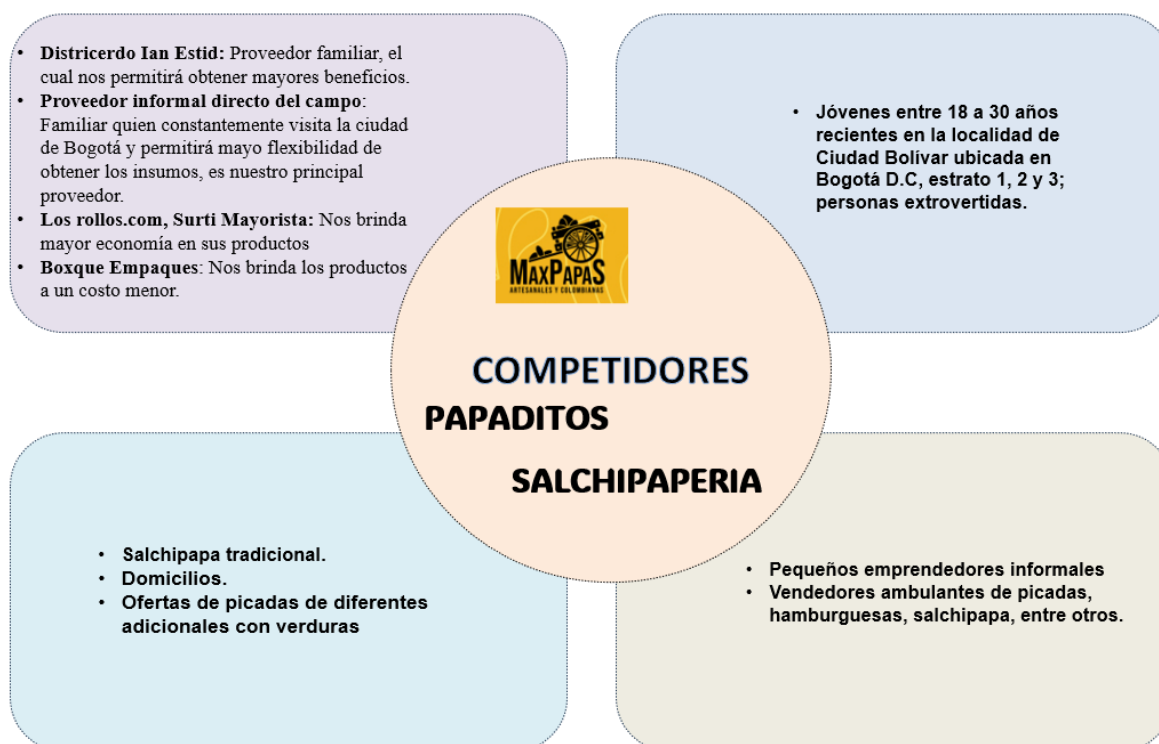 • Districerdo Ian Estid: Proveedor familiar, el
cual nos permitirá obtener mayores beneficios.
• Proveedor informal directo del campo:
Familiar quien constantemente visita la ciudad
de Bogotá y permitirá mayo flexibilidad de
obtener los insumos, es nuestro principal
proveedor.
• Los rollos.com, Surti Mayorista: Nos brinda
mayor economía en sus productos
• Boxque Empaques: Nos brinda los productos
a un costo menor.
• Jóvenes entre 18 a 30 años
recientes en la localidad de
Ciudad Bolívar ubicada en
Bogotá D.C, estrato 1, 2 y 3;
personas extrovertidas.
MAXPAPAS
ARTESANALES Y COLOMBIANAS
COMPETIDORES
PAPADITOS
SALCHIPAPERIA
• Salchipapa tradicional.
• Domicilios.
• Ofertas de picadas de diferentes
adicionales con verduras
• Pequeños emprendedores informales
• Vendedores ambulantes de picadas,
hamburguesas, salchipapa, entre otros.